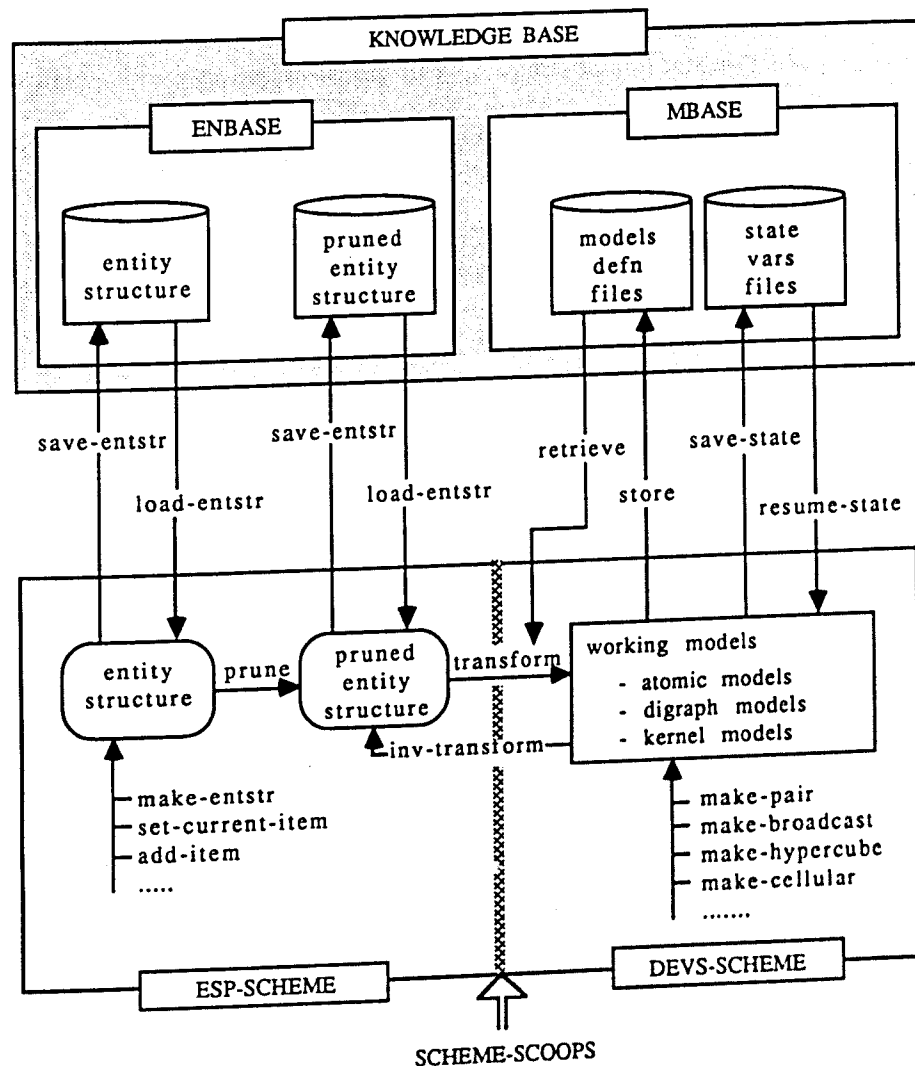 KNOWLEDGE BASE
ENBASE
MBASE
entity
structure
pruned
entity
structure
models
defn
files
state
vars
files
save-entstr
load-entstr
save-entstr
load-entstr
retrieve
store
save-state
resume-state
entity
structure
prune
pruned
entity
structure
transform
inv-transform
working models
- atomic models
- digraph models
- kernel models
make-entstr
set-current-item
add-item
.....
make-pair
make-broadcast
make-hypercube
make-cellular
.......
ESP-SCHEME
DEVS-SCHEME
SCHEME-SCOOPS